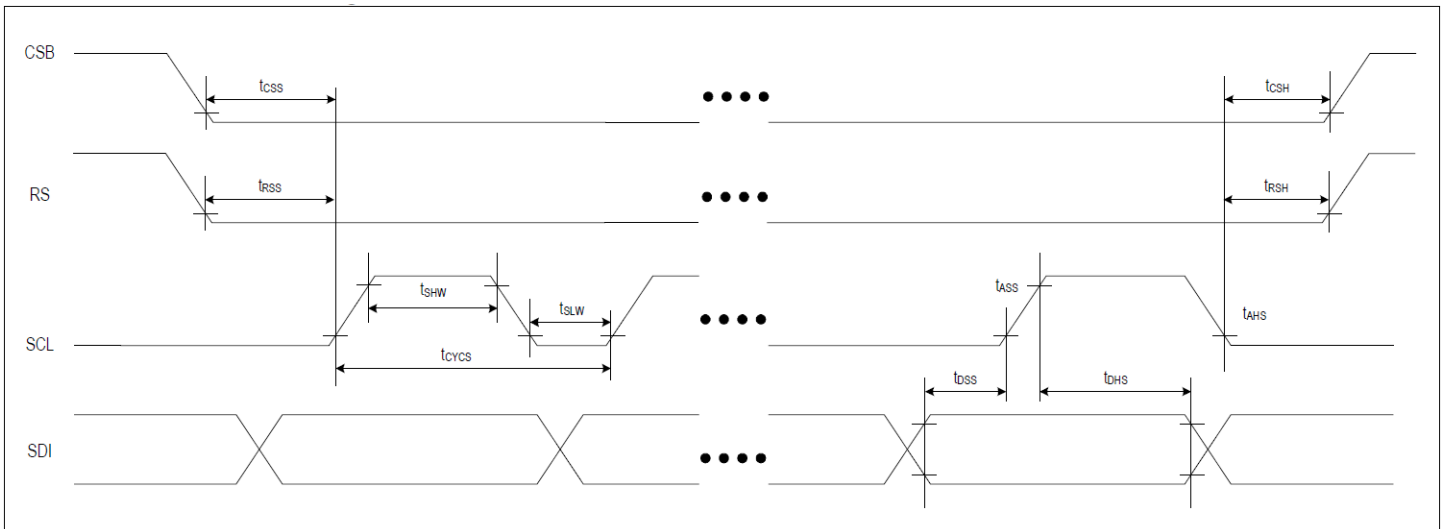 CSB
tCSS
tCSH
RS
tRSS
tRSH
tSHW
tSLW
tASS
tAHS
SCL
tCYCS
tDSS
tDHS
SDI